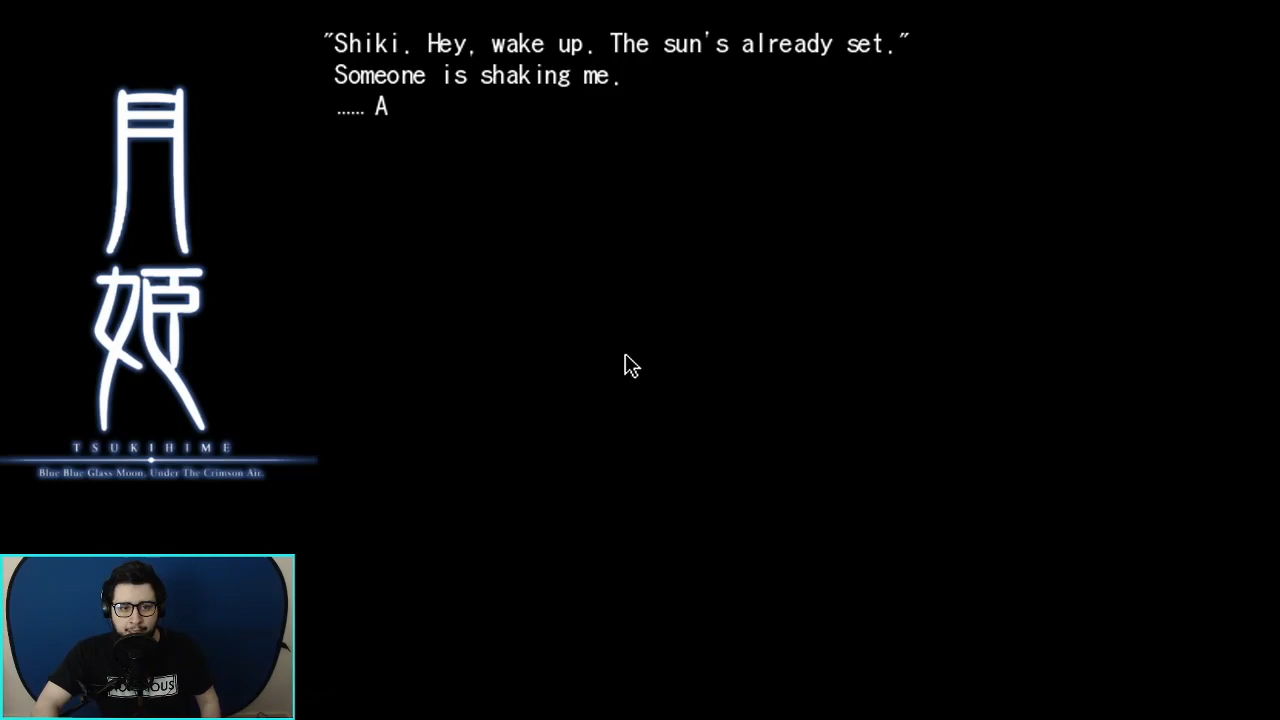 "Shiki. Hey, wake up. The sun's already set."
Someone is shaking me.
…… A
月姫
TSUKIHIME
Blue Blue Glass Moon, Under The Crimson Air.